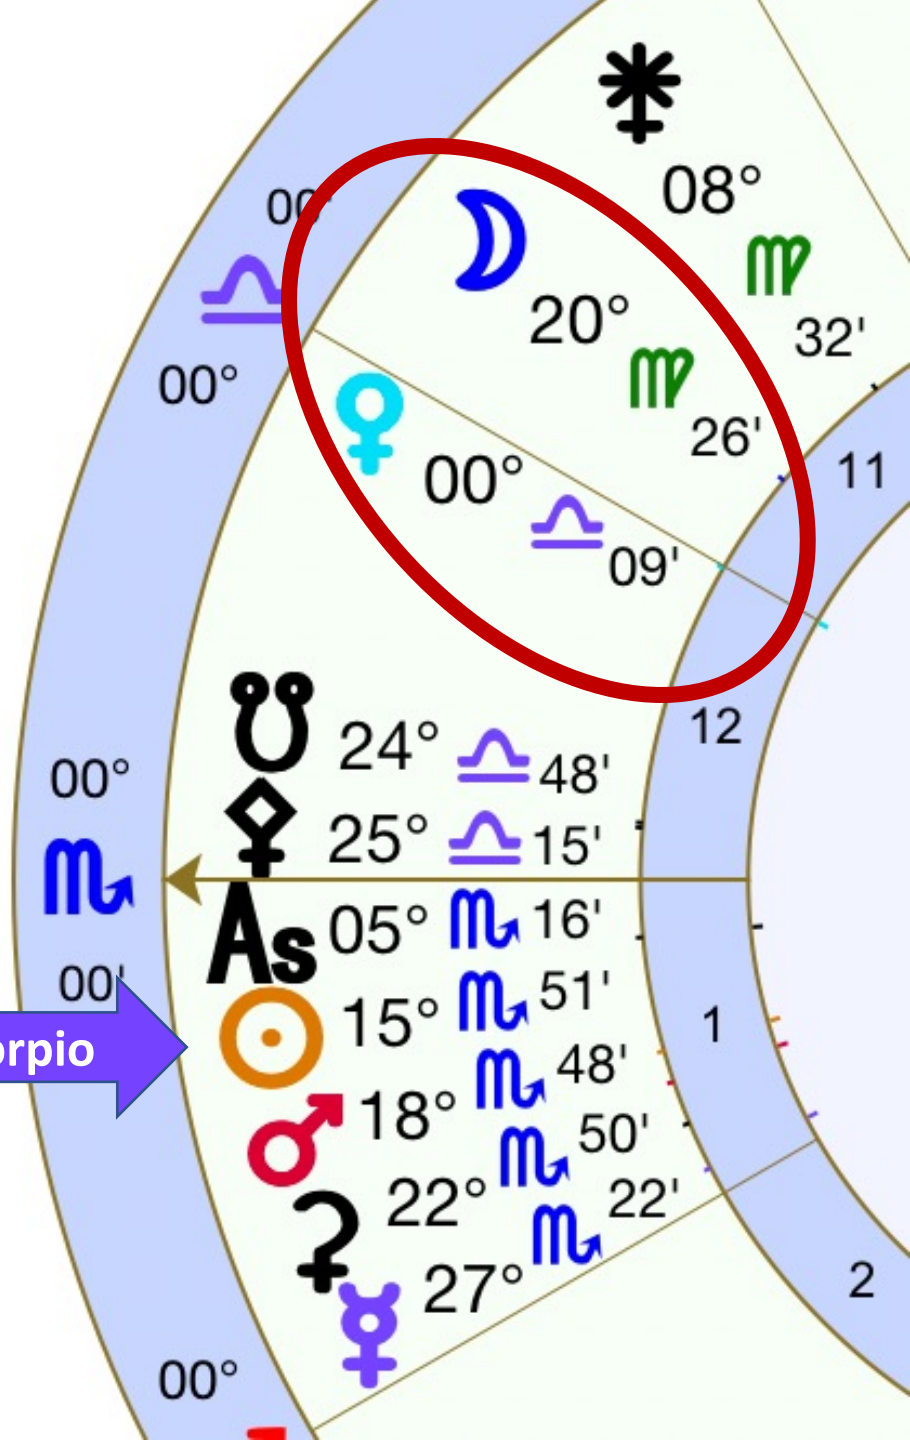 08°
♍
32'
☽
20°
♍
26'
00'
♎
00°
♀
00°
♎
09'
11
12
☋ 24° ♎ 48'
⚴ 25° ♎ 15'
00°
♏
00'
As 05° ♏ 16'
☉ 15° ♏ 51'
♂ 18° ♏ 48'
⚳ 22° ♏ 50'
☿ 27° ♏ 22'
orpio
1
2
00°